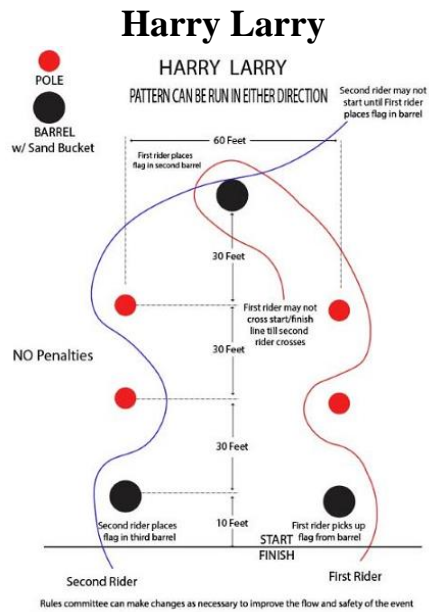 Harry Larry
POLE
BARREL
w/ Sand Bucket
HARRY LARRY
PATTERN CAN BE RUN IN EITHER DIRECTION
Second rider may not
start until First rider
places flag in barrel
60 Feet
First rider places
flag in second barrel
30 Feet
First rider may not
cross start/finish
line till second
rider crosses
NO Penalties
30 Feet
30 Feet
Second rider places
flag in third barrel
10 Feet
First rider picks up
flag from barrel
START
FINISH
Second Rider
First Rider
Rules committee can make changes as necessary to improve the flow and safety of the event